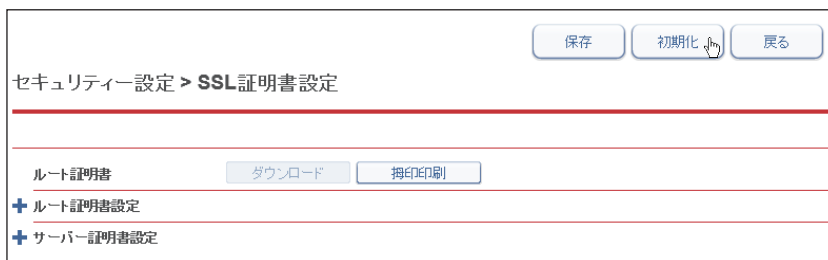 保存 初期化 戻る
セキュリティー設定 > SSL証明書設定
ルート証明書 ダウンロード 拇印印刷
ルート証明書設定
サーバー証明書設定